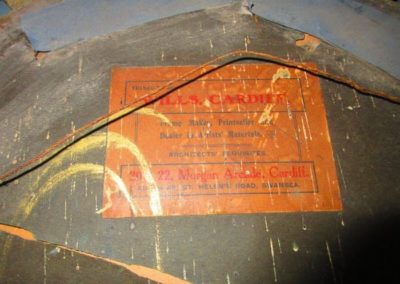 WILLS, CARDIFF,
Frame Maker, Printseller and
Dealer in Artists' Materials, &c.
ARCHITECTS' REQUISITES.
20 & 22, Morgan Arcade, Cardiff.
ST. HELEN'S ROAD, SWANSEA.